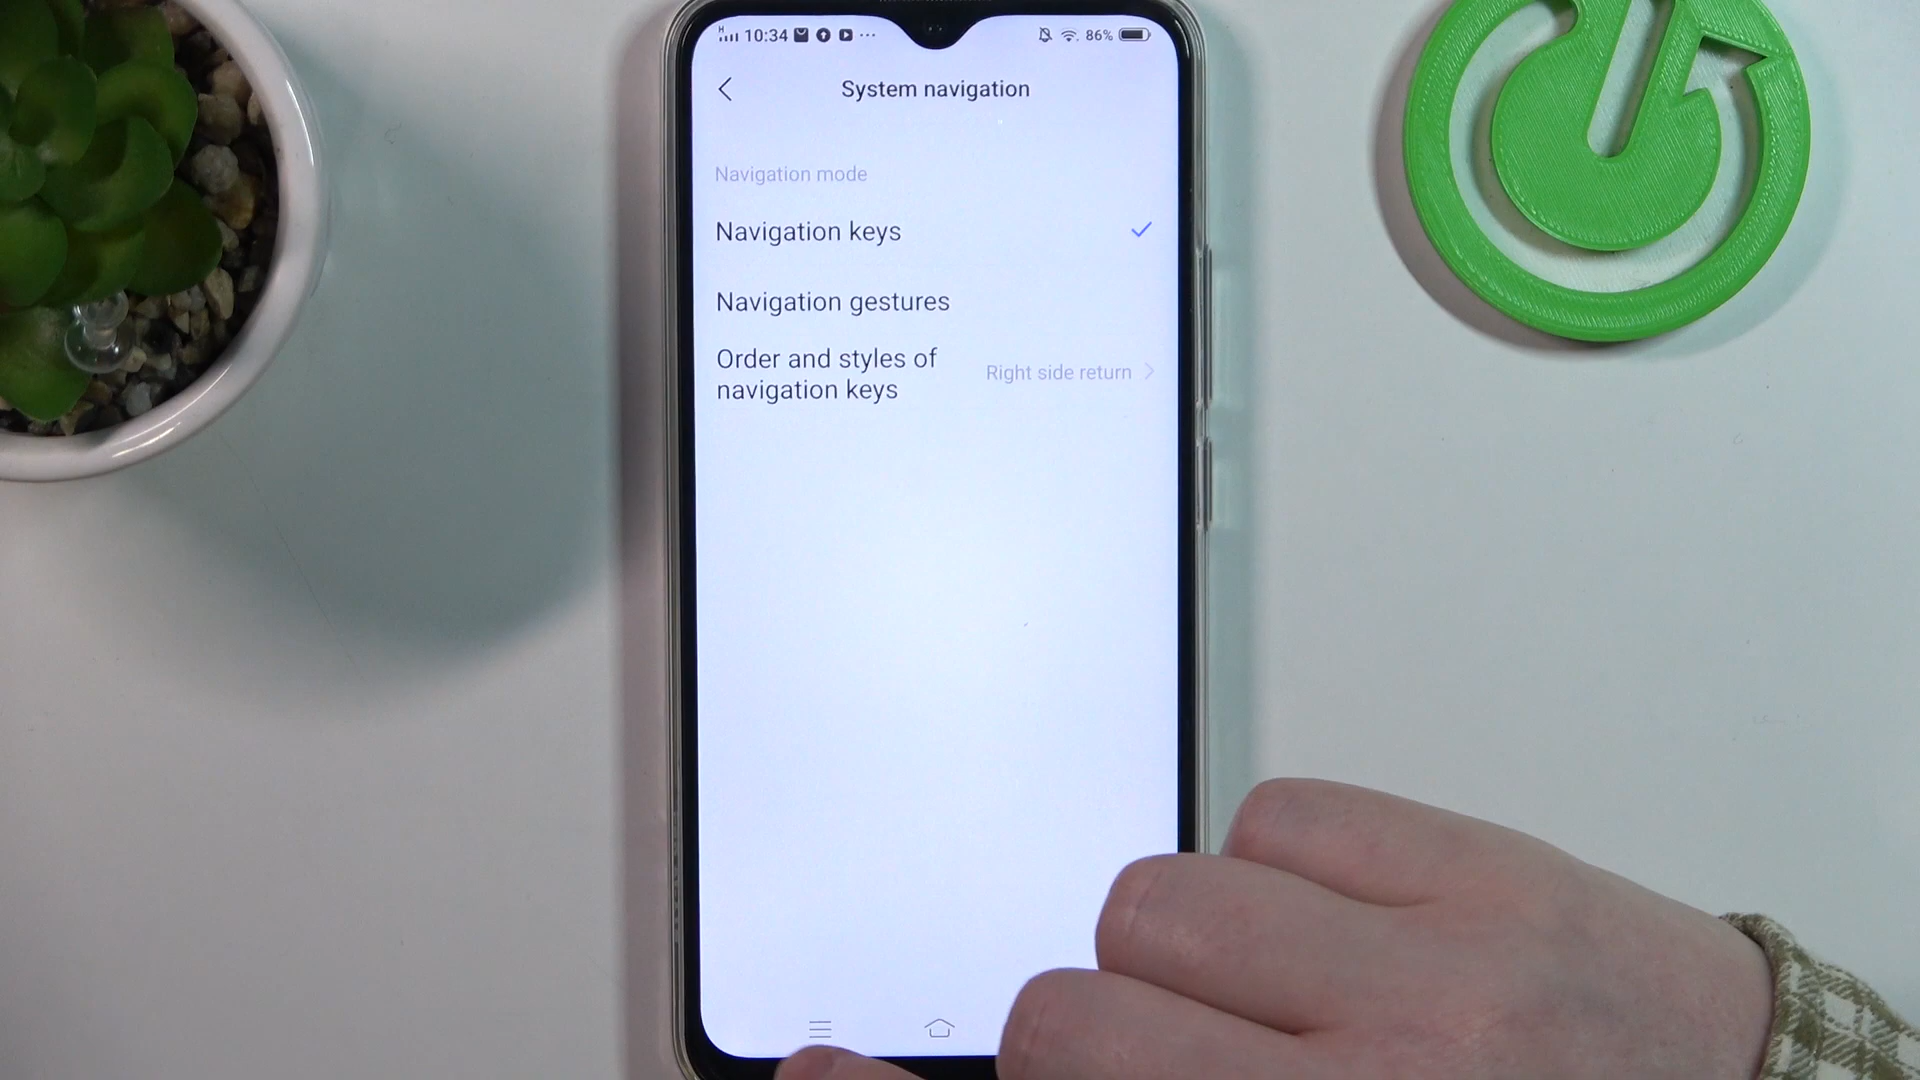 H 10:34 ··· 86%
System navigation
Navigation mode
Navigation keys
Navigation gestures
Order and styles of
navigation keys
Right side return